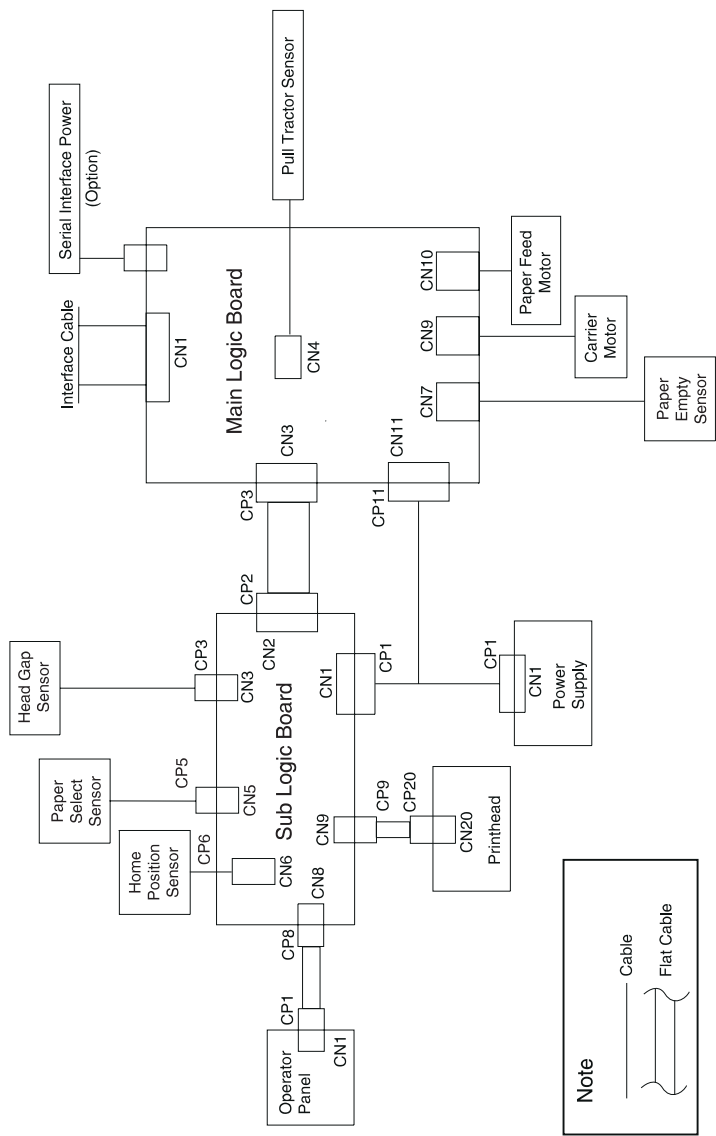 Serial Interface Power
(Option)
Interface Cable
Pull Tractor Sensor
CN1
Main Logic Board
CN4
CN3
CP3
CN11
CP11
CN10
CN9
CN7
Paper Feed
Motor
Carrier
Motor
Paper
Empty
Sensor
Head Gap
Sensor
Paper
Select
Sensor
Home
Position
Sensor
CP3
CN3
CP5
CN5
CP6
CN6
CP2
CN2
Sub Logic Board
CN1
CP1
CN9
CP9
CP20
CN20
Printhead
CN8
CP8
CP1
CN1
Operator
Panel
CP1
CN1
Power
Supply
Note
Cable
Flat Cable